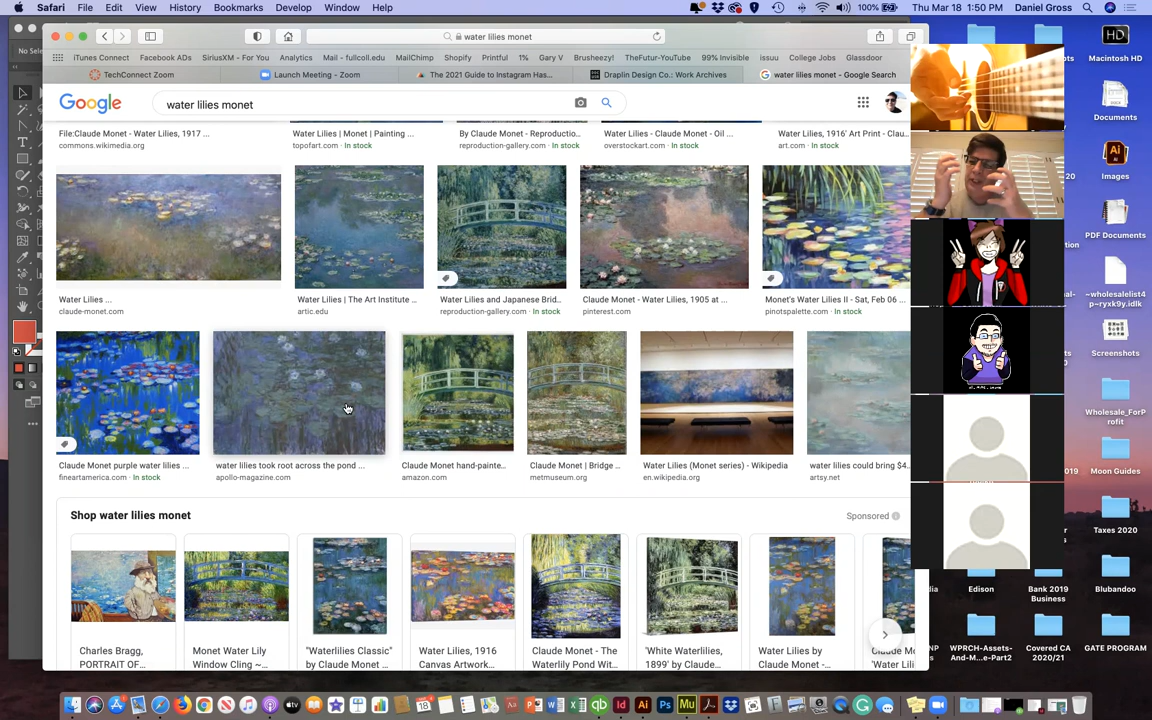 Safari File Edit View History Bookmarks Develop Window Help
100% Thu Mar 18 1:50 PM Daniel Gross
No Sele
water lilies monet
iTunes Connect Facebook ADs SiriusXM - For You Analytics Mail - fullcoll.edu MailChimp Shopify Printful 1% Gary V Brusheezy! TheFutur-YouTube 99% Invisible issuu College Jobs Glassdoor
TechConnect Zoom
Launch Meeting - Zoom
The 2021 Guide to Instagram Has...
Draplin Design Co.: Work Archives
water lilies monet - Google Search
Google
water lilies monet
File:Claude Monet - Water Lilies, 1917 ...
commons.wikimedia.org
Water Lilies | Monet | Painting ...
topofart.com · In stock
By Claude Monet - Reproductio...
reproduction-gallery.com · In stock
Water Lilies - Claude Monet - Oil ...
overstockart.com · In stock
Water Lilies, 1916' Art Print - Clau...
art.com · In stock
Water Lilies ...
claude-monet.com
Water Lilies | The Art Institute ...
artic.edu
Water Lilies and Japanese Brid...
reproduction-gallery.com · In stock
Claude Monet - Water Lilies, 1905 at ...
pinterest.com
Monet's Water Lilies II - Sat, Feb 06 ...
pinotspalette.com · In stock
Claude Monet purple water lilies ...
fineartamerica.com · In stock
water lilies took root across the pond ...
apollo-magazine.com
Claude Monet hand-painte...
amazon.com
Claude Monet | Bridge ...
metmuseum.org
Water Lilies (Monet series) - Wikipedia
en.wikipedia.org
water lilies could bring $4...
artsy.net
Shop water lilies monet
Sponsored
Charles Bragg,
PORTRAIT OF...
Monet Water Lily
Window Cling ~
"Waterlilies Classic"
by Claude Monet ...
Water Lilies, 1916
Canvas Artwork...
Claude Monet - The
Waterlily Pond Wit...
'White Waterlilies,
1899' by Claude...
Water Lilies by
Claude Monet -...
Claude Mo
'Water Lili
HD
Macintosh HD
Documents
Ai
Images
PDF Documents
~wholesalelist4
p~ryxk9y.idlk
Screenshots
Wholesale_ForP
rofit
Moon Guides
Taxes 2020
Edison
Bank 2019
Business
Blubandoo
WPRCH-Assets-
And-M...e-Part2
Covered CA
2020/21
GATE PROGRAM